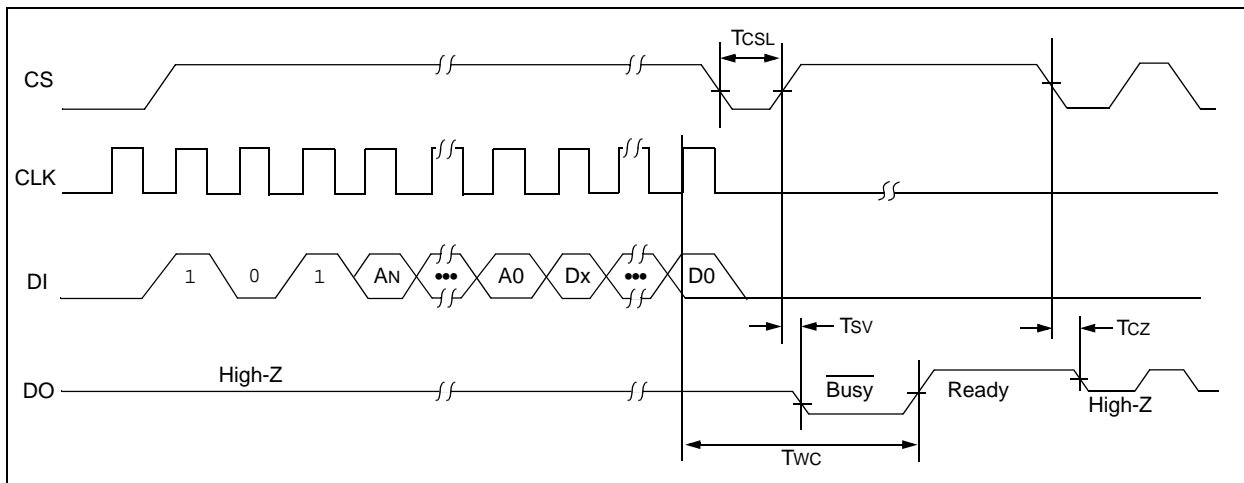 TCSL
CS
CLK
DI
1 0 1 AN ••• A0 Dx ••• D0
TSV
TCZ
High-Z
DO
Busy
Ready
High-Z
TWC